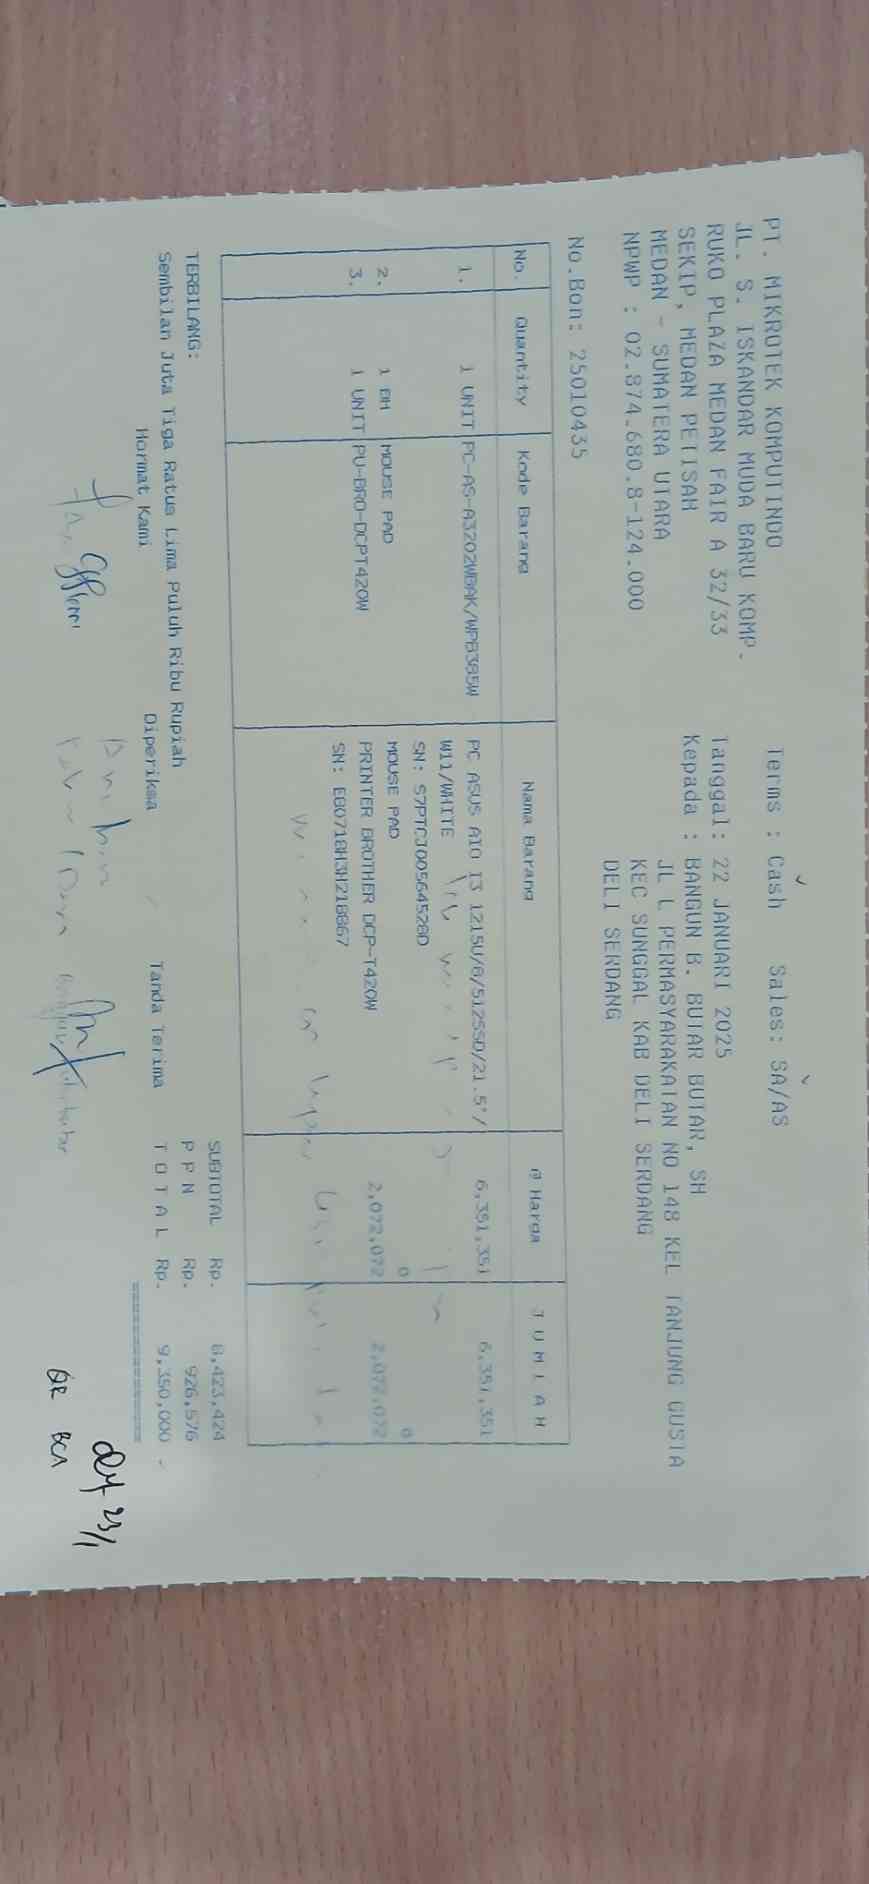 PT. MIKROTEK KOMPUTINDO
JL. S. ISKANDAR MUDA BARU KOMP.
RUKO PLAZA MEDAN FAIR A 32/33
SEKIP, MEDAN PETISAH
MEDAN - SUMATERA UTARA
NPWP : 02.874.680.8-124.000
Terms : Cash Sales: SA/AS
Tanggal: 22 JANUARI 2025
Kepada : BANGUN B. BUTAR BUTAR, SH
JL L PERMASYARAKATAN NO 148 KEL TANJUNG GUSTA
KEC SUNGGAL KAB DELI SERDANG
DELI SERDANG
No.Bon: 25010435
No. Quantity Kode Barang Nama Barang @ Harga J U M L A H
1. 1 UNIT PC-AS-A3202WBAK/WPB385W PC ASUS AIO I3 1215U/8/512SSD/21.5"/ 6,351,351 6,351,351
W11/WHITE
SN: S7PTCJ00564528D
2. 1 BH MOUSE PAD MOUSE PAD 0 0
3. 1 UNIT PU-BRO-DCPT420W PRINTER BROTHER DCP-T420W 2,072,072 2,072,072
SN: E80718H3H218867
TERBILANG:
Sembilan Juta Tiga Ratus Lima Puluh Ribu Rupiah
SUBTOTAL Rp. 8,423,424
P P N Rp. 926,576
T O T A L Rp. 9,350,000
Hormat Kami Diperiksa Tanda Terima
23/1
QR BCA